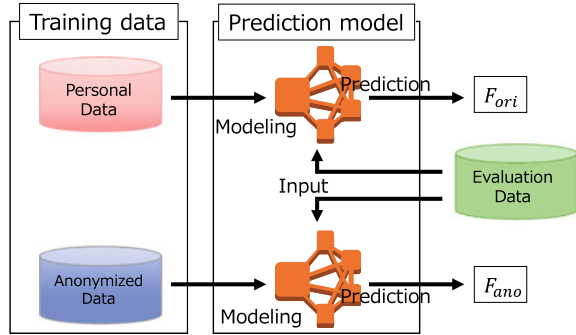 Training data
Prediction model
Personal
Data
Modeling
Prediction
F_ori
Input
Evaluation
Data
Anonymized
Data
Modeling
Prediction
F_ano